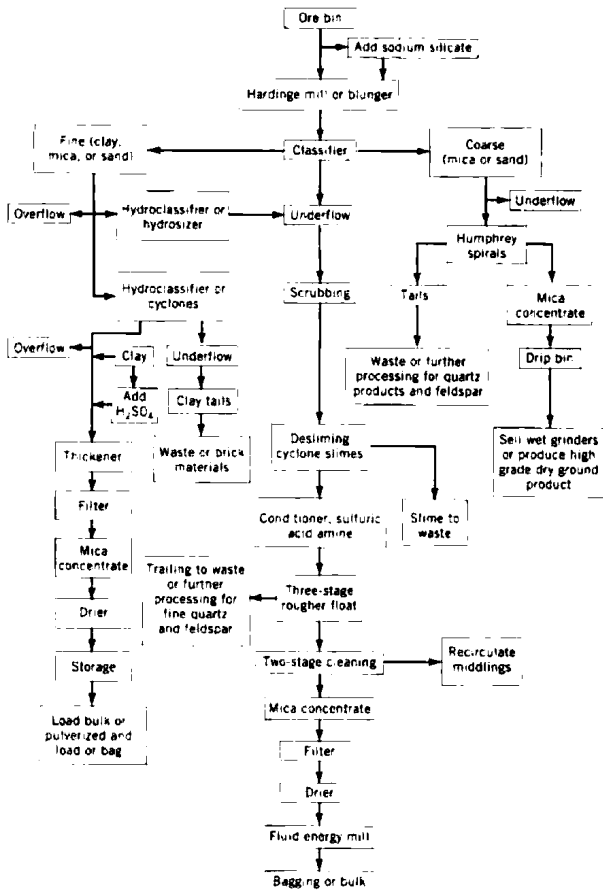 Ore bin
Add sodium silicate
Hardinge mill or blunger
Fine (clay,
mica, or sand)
Classifier
Coarse
(mica or sand)
Overflow
Hydroclassifier or
hydrosizer
Underflow
Underflow
Humphrey
spirals
Hydroclassifier or
cyclones
Scrubbing
Tails
Mica
concentrate
Overflow
Clay
Underflow
Drip bin
Add
H2SO4
Clay tails
Waste or further
processing for quartz
products and feldspar
Thickener
Waste or brick
materials
Desliming
cyclone slimes
Sell wet grinders
or produce high
grade dry ground
product
Filter
Conditioner, sulfuric
acid amine
Slime to
waste
Mica
concentrate
Trailing to waste
or further
processing for
fine quartz
and feldspar
Three-stage
rougher float
Drier
Storage
Two-stage cleaning
Recirculate
middlings
Load bulk or
pulverized and
load or bag
Mica concentrate
Filter
Drier
Fluid energy mill
Bagging or bulk